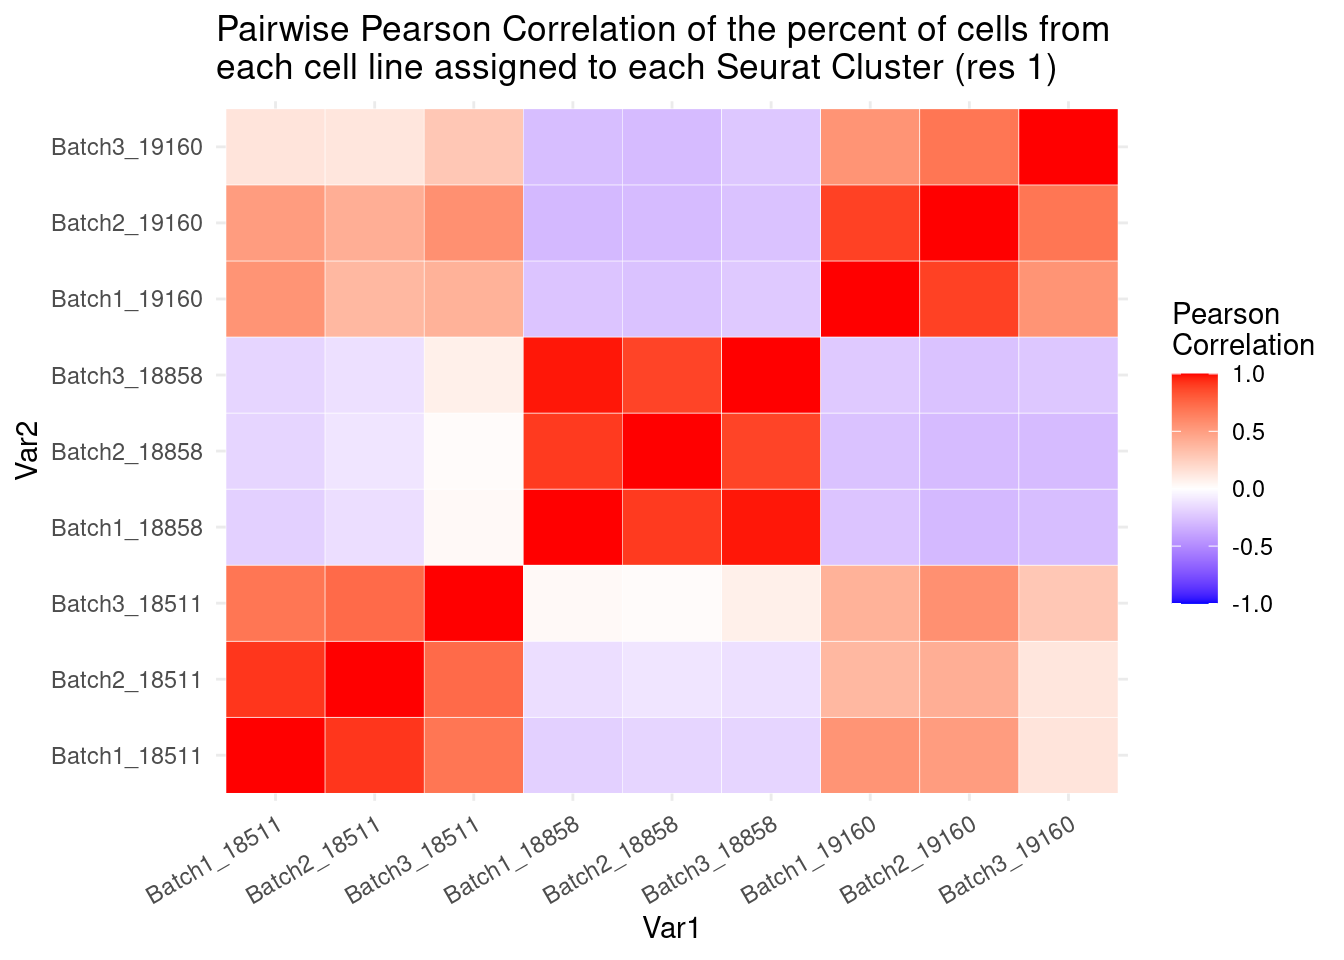 Pairwise Pearson Correlation of the percent of cells from
each cell line assigned to each Seurat Cluster (res 1)
Batch3_19160
Batch2_19160
Batch1_19160
Batch3_18858
Batch2_18858
Batch1_18858
Batch3_18511
Batch2_18511
Batch1_18511
Var2
Batch1_18511
Batch2_18511
Batch3_18511
Batch1_18858
Batch2_18858
Batch3_18858
Batch1_19160
Batch2_19160
Batch3_19160
Var1
Pearson
Correlation
1.0
0.5
0.0
-0.5
-1.0